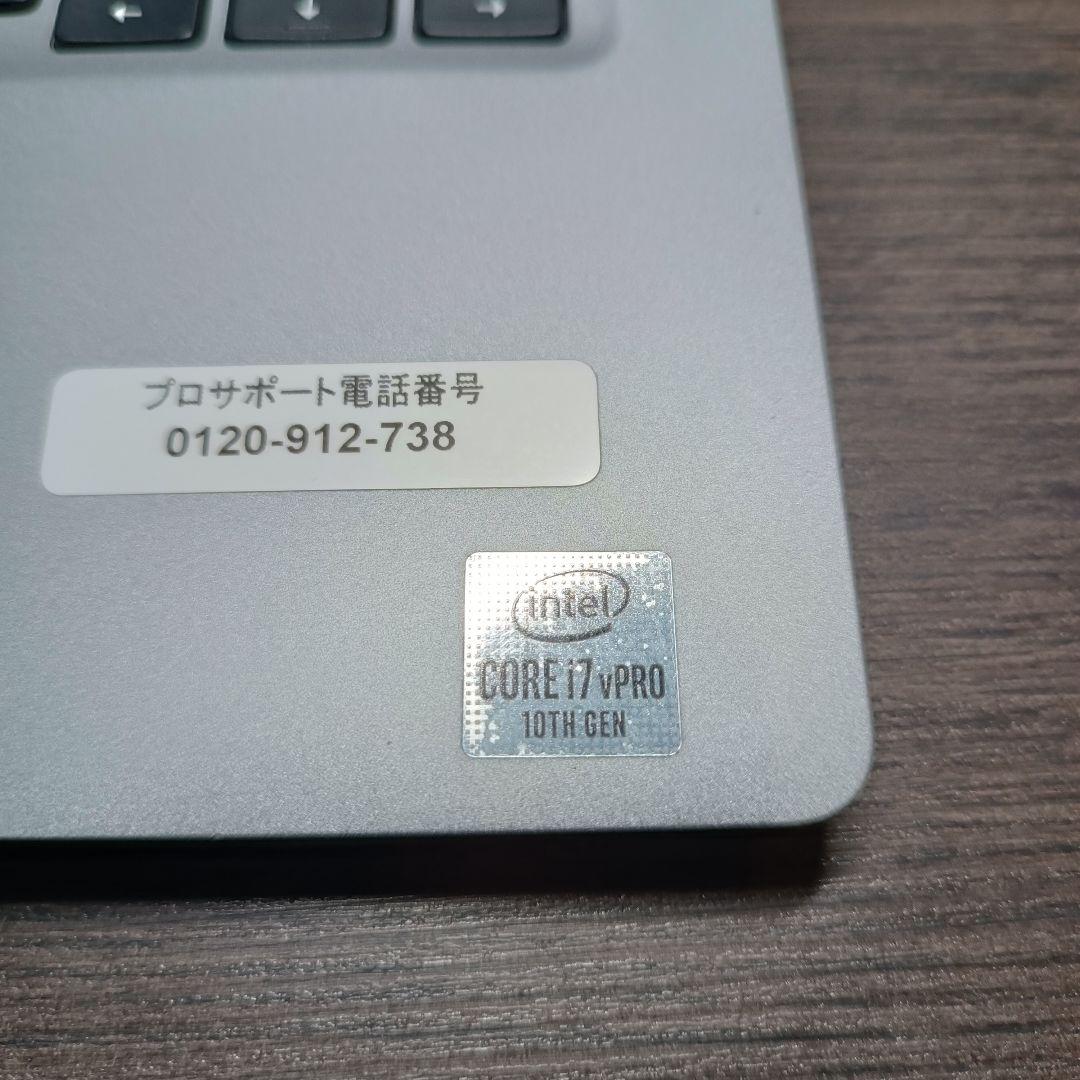 プロサポート電話番号
0120-912-738
intel
CORE i7 vPRO
10TH GEN